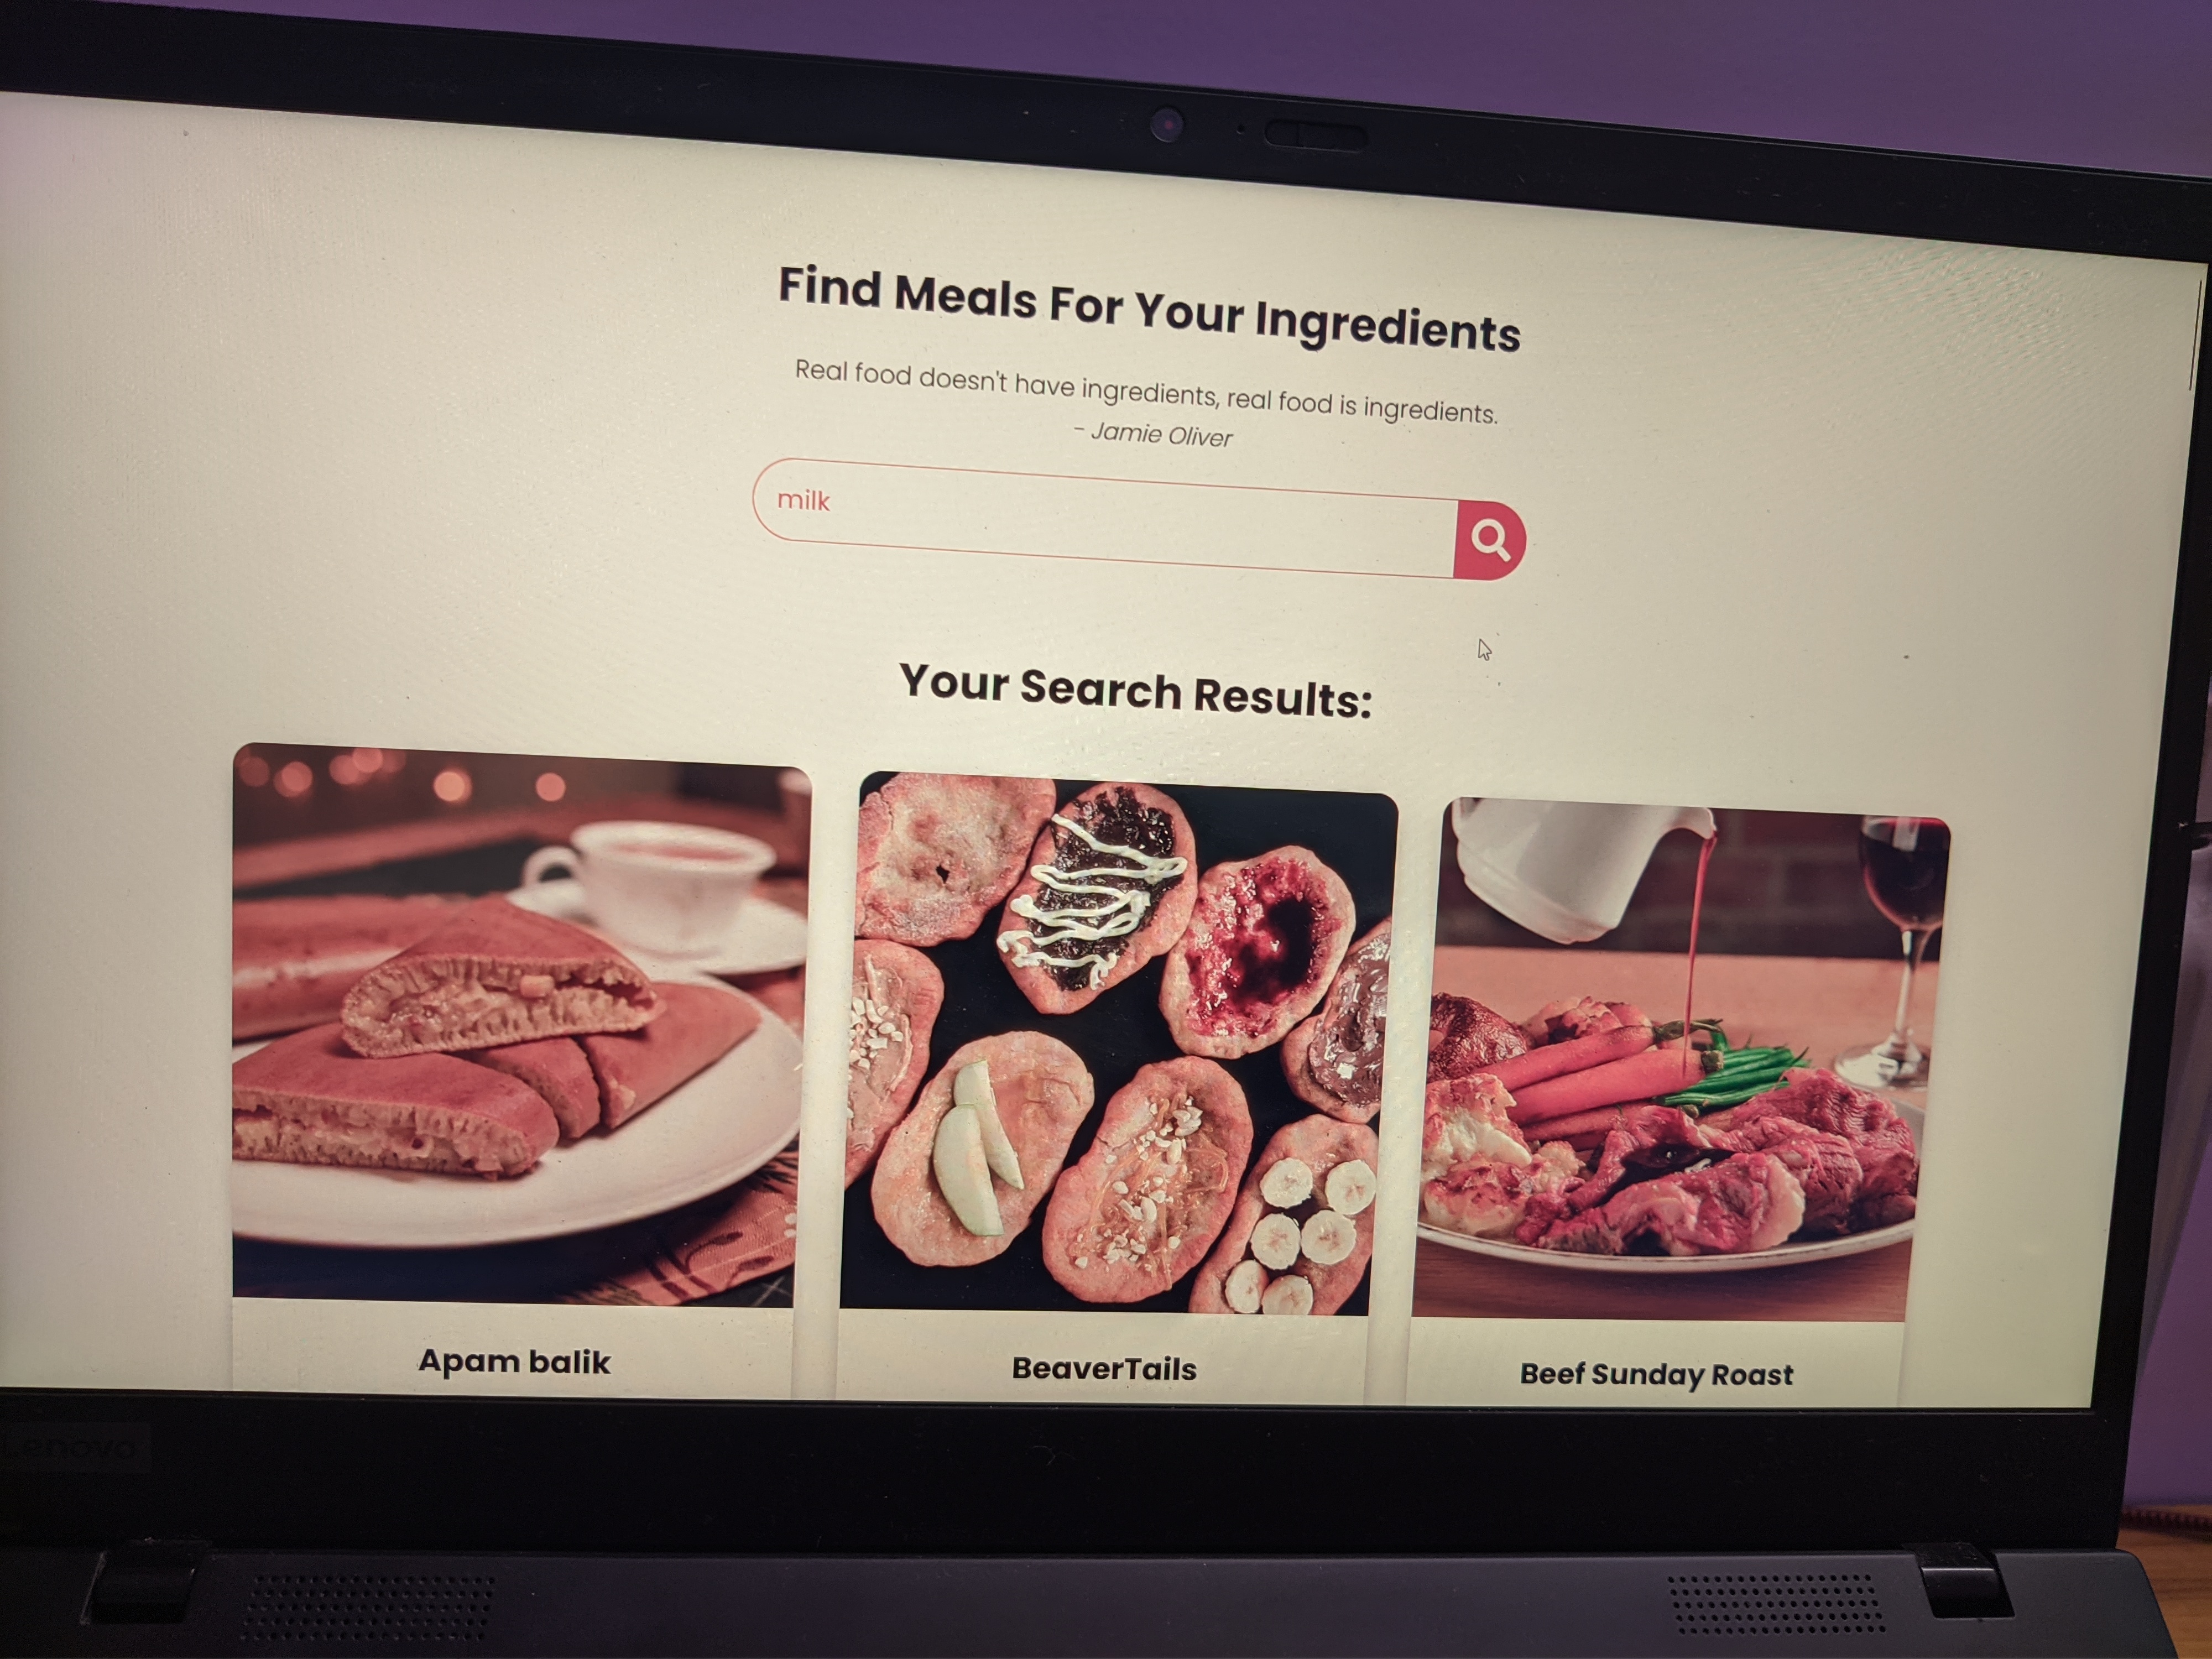 Find Meals For Your Ingredients
Real food doesn't have ingredients, real food is ingredients.
- Jamie Oliver
milk
Your Search Results:
Apam balik
BeaverTails
Beef Sunday Roast
Lenovo